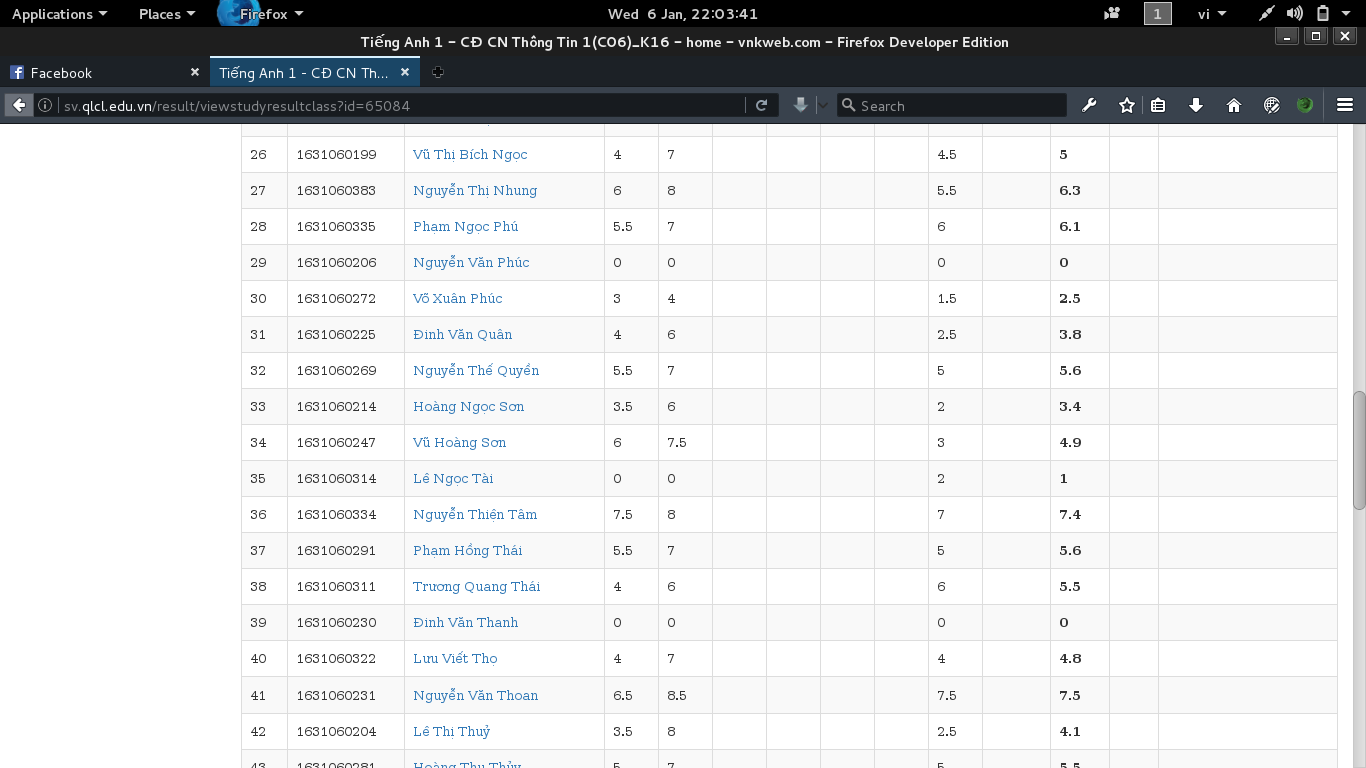 Applications Places Firefox Wed 6 Jan, 22:03:41 1 vi
Tiếng Anh 1 - CĐ CN Thông Tin 1(C06)_K16 - home - vnkweb.com - Firefox Developer Edition
Facebook Tiếng Anh 1 - CĐ CN Th...
sv.qlcl.edu.vn/result/viewstudyresultclass?id=65084 Search
26 1631060199 Vũ Thị Bích Ngọc 4 7 4.5 5
27 1631060383 Nguyễn Thị Nhung 6 8 5.5 6.3
28 1631060335 Phạm Ngọc Phú 5.5 7 6 6.1
29 1631060206 Nguyễn Văn Phúc 0 0 0 0
30 1631060272 Võ Xuân Phúc 3 4 1.5 2.5
31 1631060225 Đinh Văn Quân 4 6 2.5 3.8
32 1631060269 Nguyễn Thế Quyền 5.5 7 5 5.6
33 1631060214 Hoàng Ngọc Sơn 3.5 6 2 3.4
34 1631060247 Vũ Hoàng Sơn 6 7.5 3 4.9
35 1631060314 Lê Ngọc Tài 0 0 2 1
36 1631060334 Nguyễn Thiện Tâm 7.5 8 7 7.4
37 1631060291 Phạm Hồng Thái 5.5 7 5 5.6
38 1631060311 Trương Quang Thái 4 6 6 5.5
39 1631060230 Đinh Văn Thanh 0 0 0 0
40 1631060322 Lưu Viết Thọ 4 7 4 4.8
41 1631060231 Nguyễn Văn Thoan 6.5 8.5 7.5 7.5
42 1631060204 Lê Thị Thuỷ 3.5 8 2.5 4.1
43 1631060281 Hoàng Thu Thủy 5 7 5 5.5